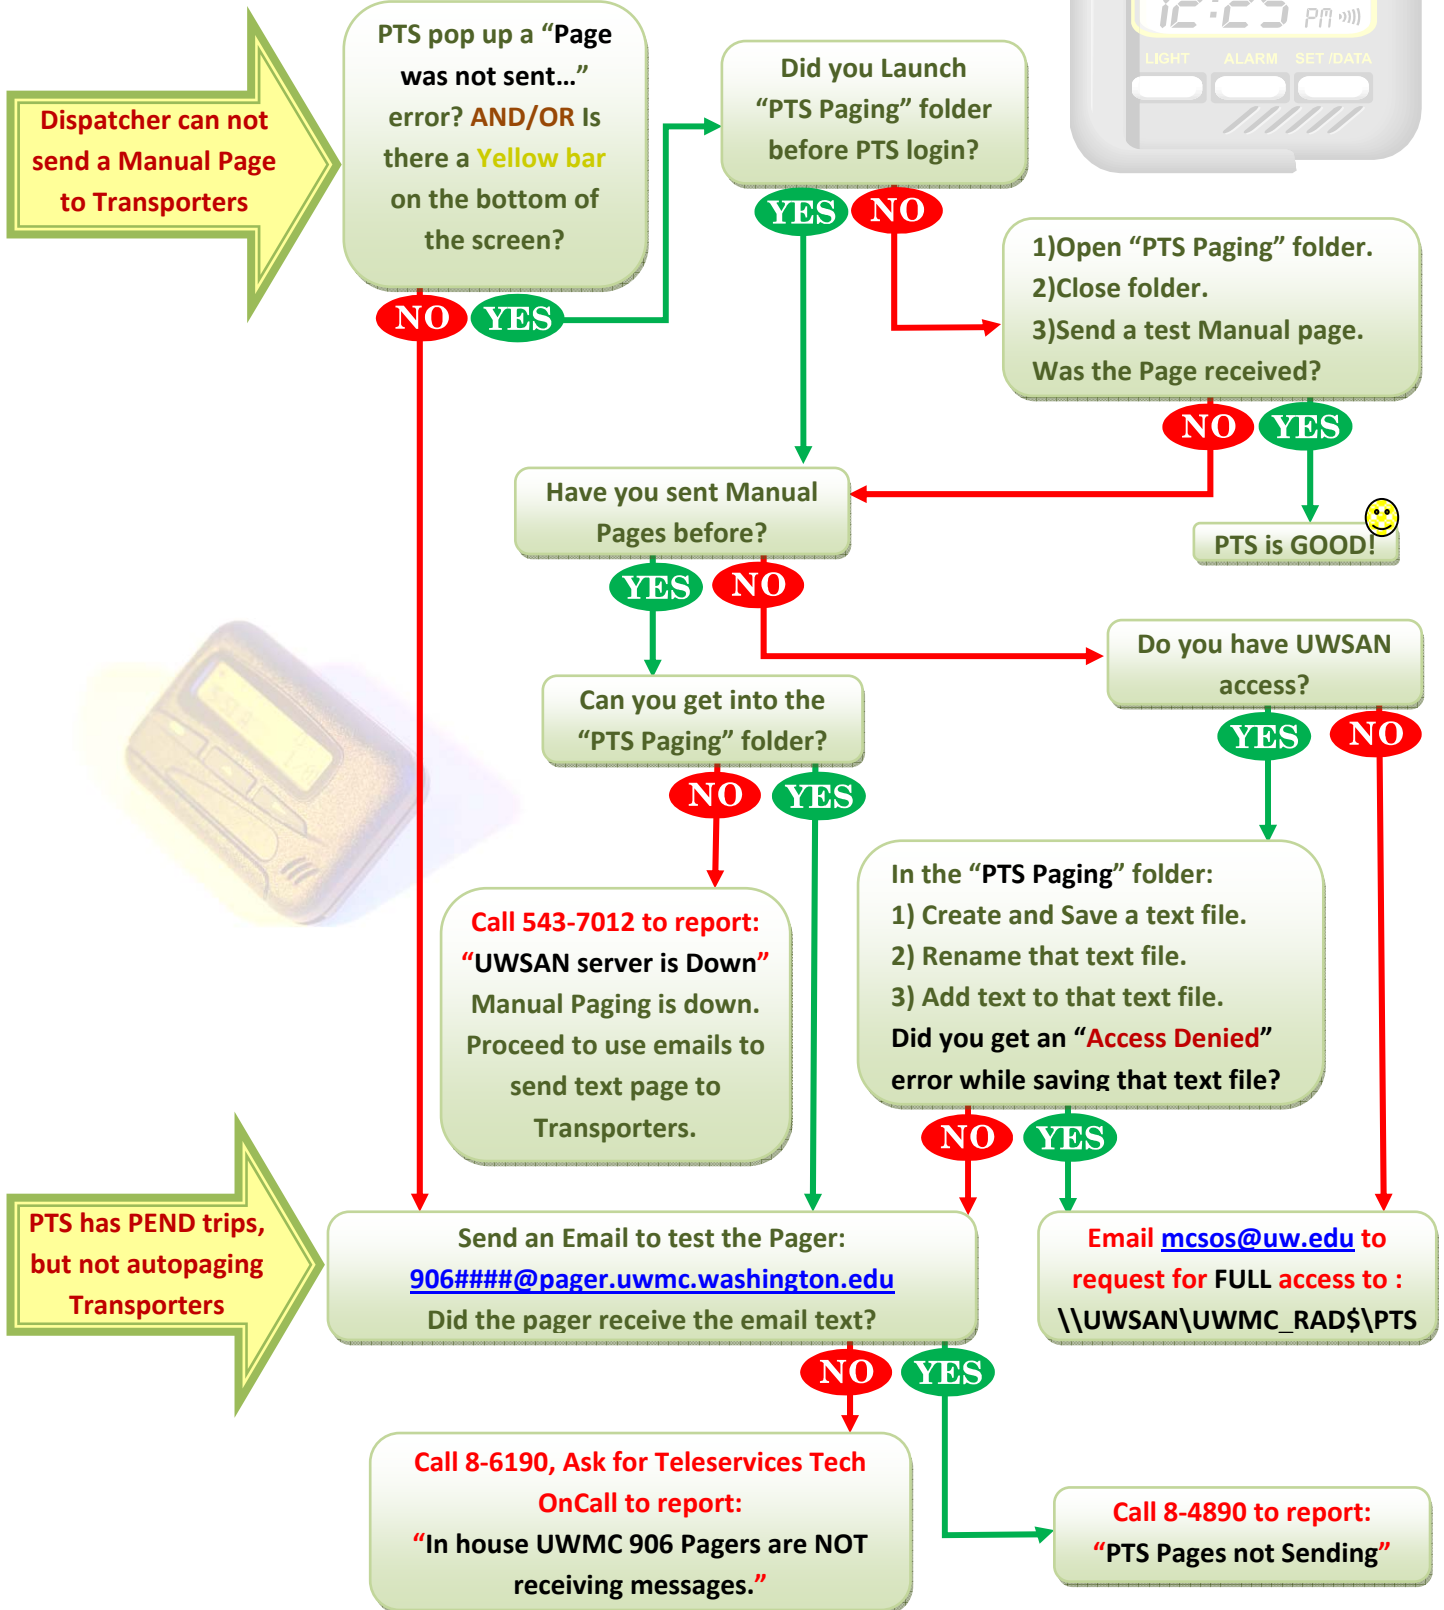 12:25 PM
LIGHT ALARM SET /DATA
Dispatcher can not
send a Manual Page
to Transporters
PTS pop up a “Page
was not sent…”
error? AND/OR Is
there a Yellow bar
on the bottom of
the screen?
NO YES
Did you Launch
“PTS Paging” folder
before PTS login?
YES NO
1)Open “PTS Paging” folder.
2)Close folder.
3)Send a test Manual page.
Was the Page received?
NO YES
PTS is GOOD!
Have you sent Manual
Pages before?
YES NO
Do you have UWSAN
access?
YES NO
Can you get into the
“PTS Paging” folder?
NO YES
Call 543-7012 to report:
“UWSAN server is Down”
Manual Paging is down.
Proceed to use emails to
send text page to
Transporters.
In the “PTS Paging” folder:
1) Create and Save a text file.
2) Rename that text file.
3) Add text to that text file.
Did you get an “Access Denied”
error while saving that text file?
NO YES
PTS has PEND trips,
but not autopaging
Transporters
Send an Email to test the Pager:
906####@pager.uwmc.washington.edu
Did the pager receive the email text?
NO YES
Email mcsos@uw.edu to
request for FULL access to :
\\UWSAN\UWMC_RAD$\PTS
Call 8-6190, Ask for Teleservices Tech
OnCall to report:
“In house UWMC 906 Pagers are NOT
receiving messages.”
Call 8-4890 to report:
“PTS Pages not Sending”